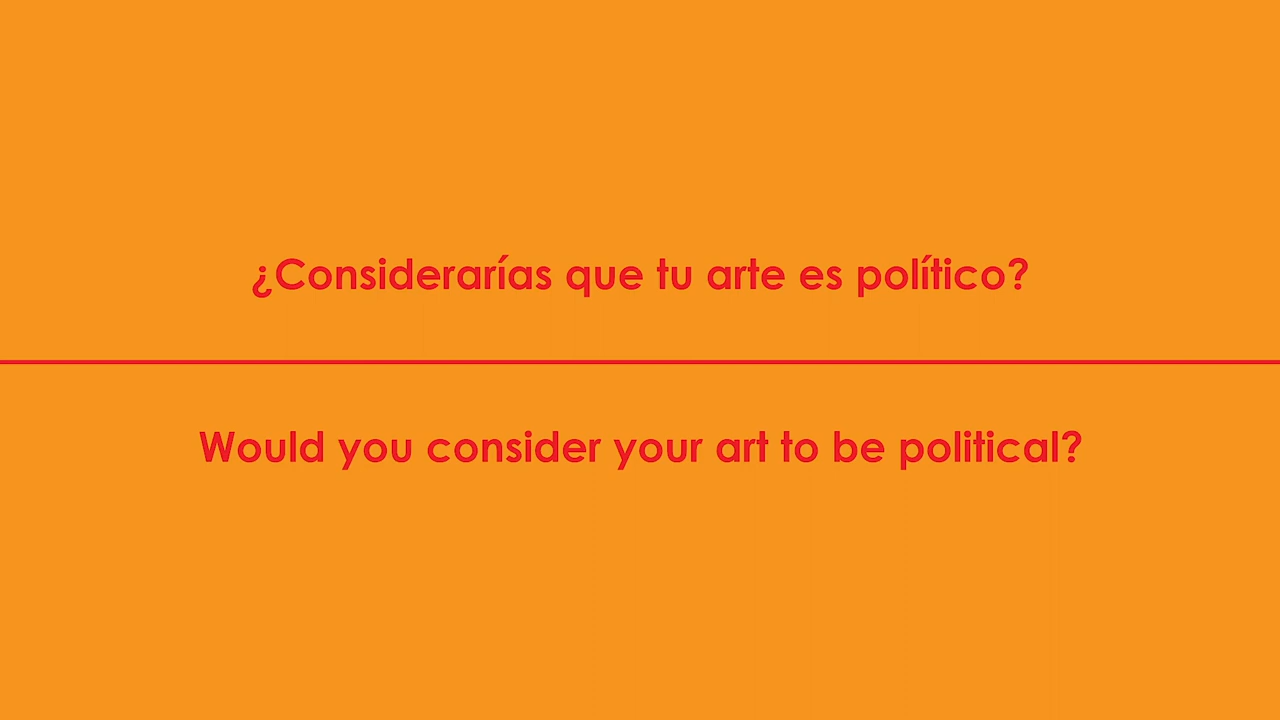 ¿Considerarías que tu arte es político?
Would you consider your art to be political?